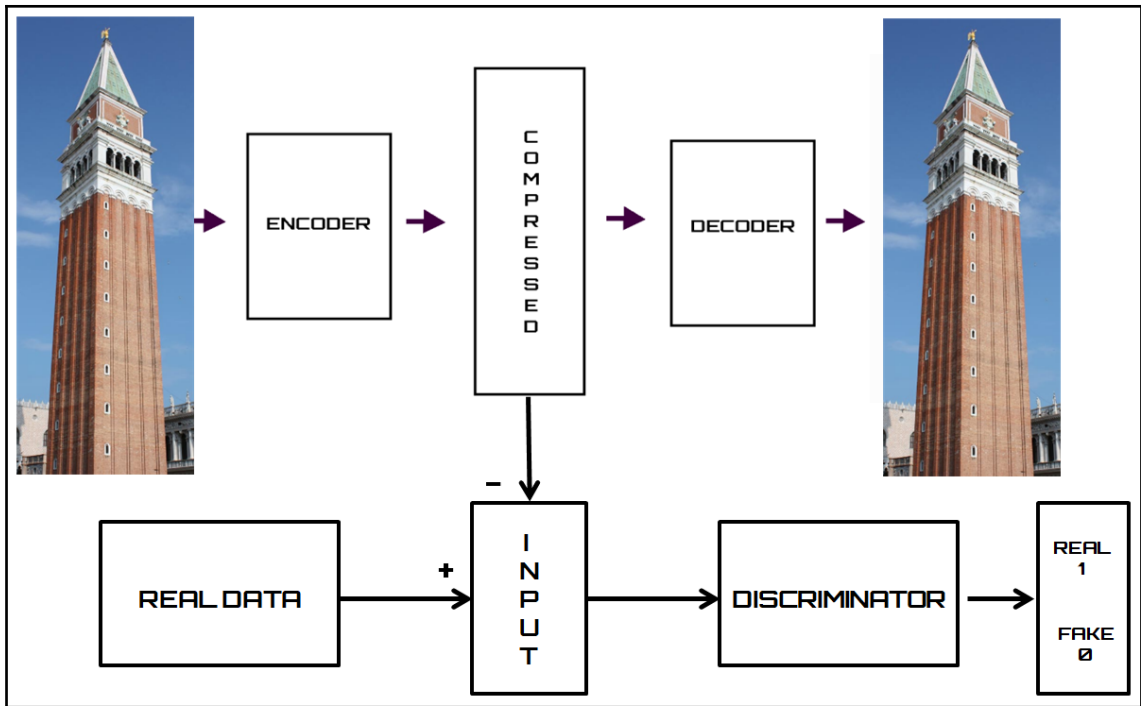 ENCODER
COMPRESSED
DECODER
−
+
REAL DATA
INPUT
DISCRIMINATOR
REAL
1
FAKE
0